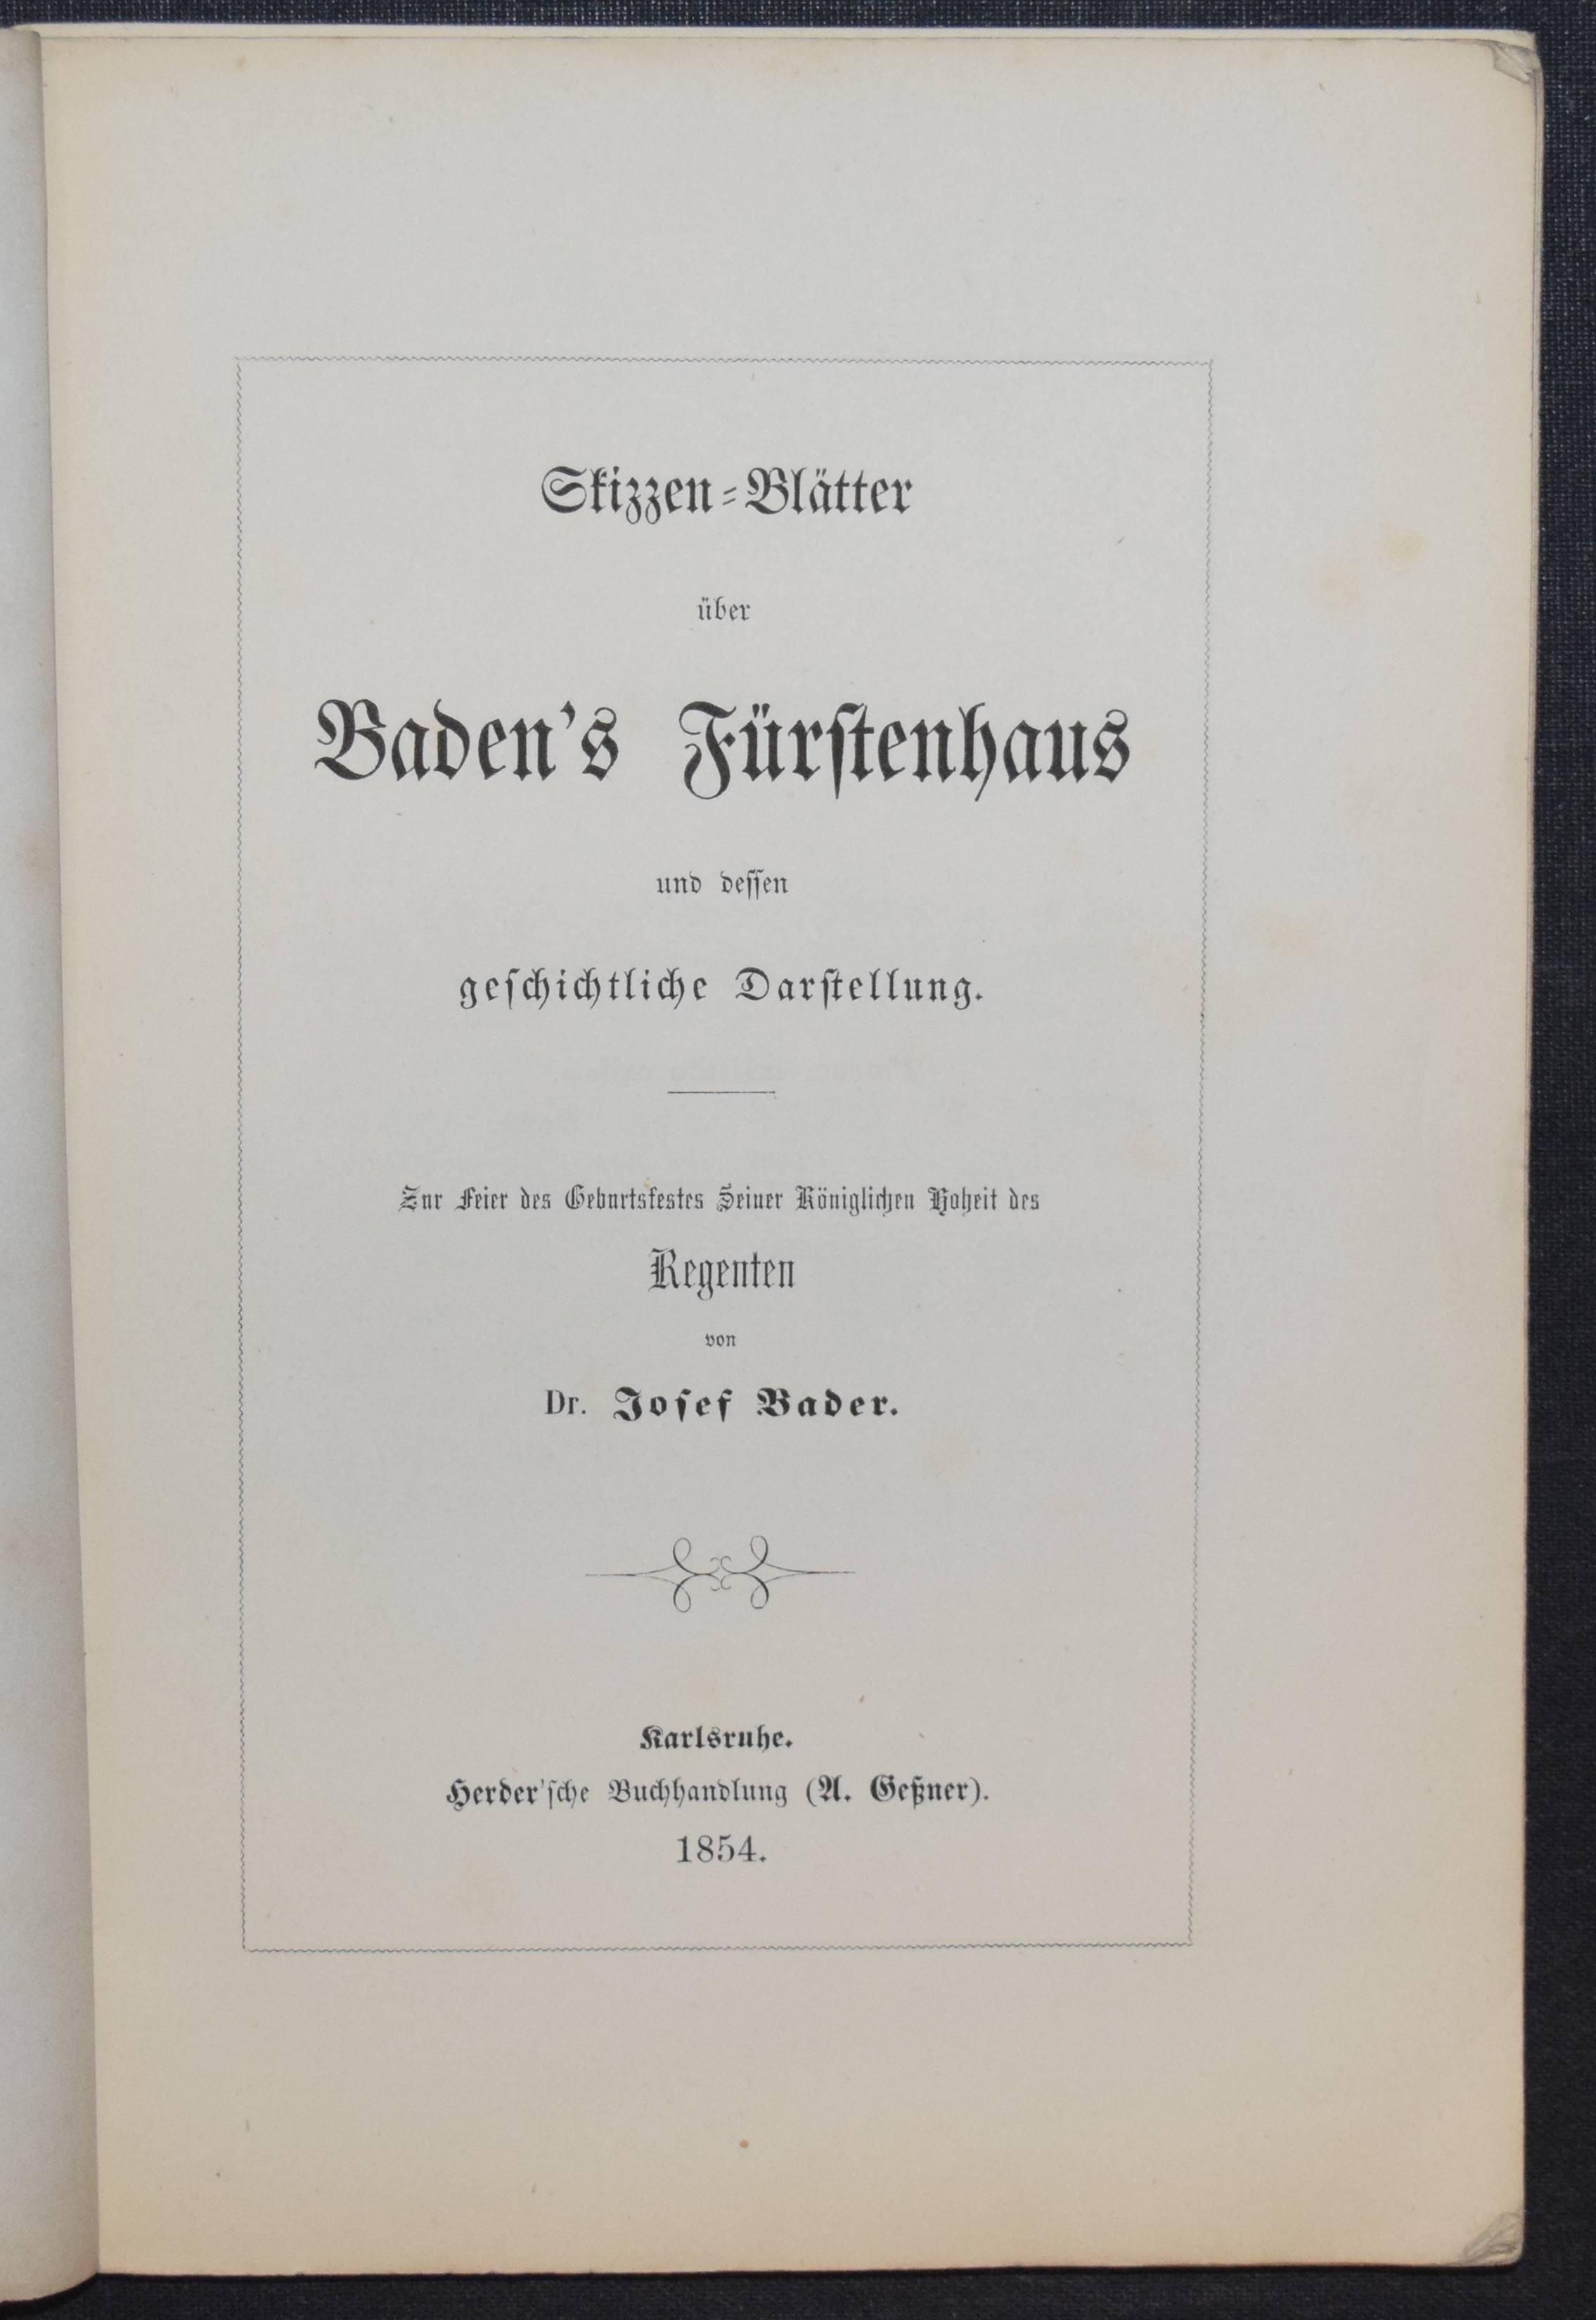 Skizzen-Blätter
über
Baden's Fürstenhaus
und dessen
geschichtliche Darstellung.
Zur Feier des Geburtsfestes Seiner Königlichen Hoheit des
Regenten
von
Dr. Josef Bader.
Karlsruhe.
Herder'sche Buchhandlung (A. Geßner).
1854.